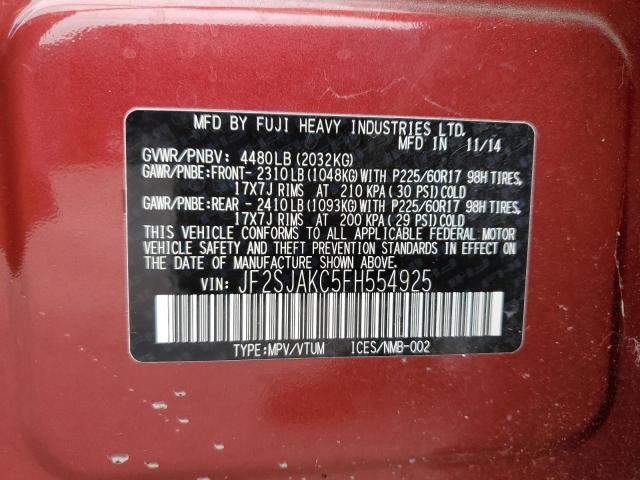 MFD BY FUJI HEAVY INDUSTRIES LTD.
MFD IN 11/14
GVWR/PNBV: 4480LB(2032KG)
GAWR/PNBE:FRONT-2310LB(1048KG)WITH P225/60R17 98H TIRES,
17X7J RIMS AT 210 KPA(30 PSI)COLD
GAWR/PNBE:REAR -2410LB(1093KG)WITH P225/60R17 98H TIRES,
17X7J RIMS AT 200 KPA(29 PSI)COLD
THIS VEHICLE CONFORMS TO ALL APPLICABLE FEDERAL MOTOR
VEHICLE SAFETY AND THEFT PREVENTION STANDARDS IN EFFECT ON
THE DATE OF MANUFACTURE SHOWN ABOVE.
VIN: JF2SJAKC5FH554925
TYPE:MPV/VTUM ICES/NMB-002